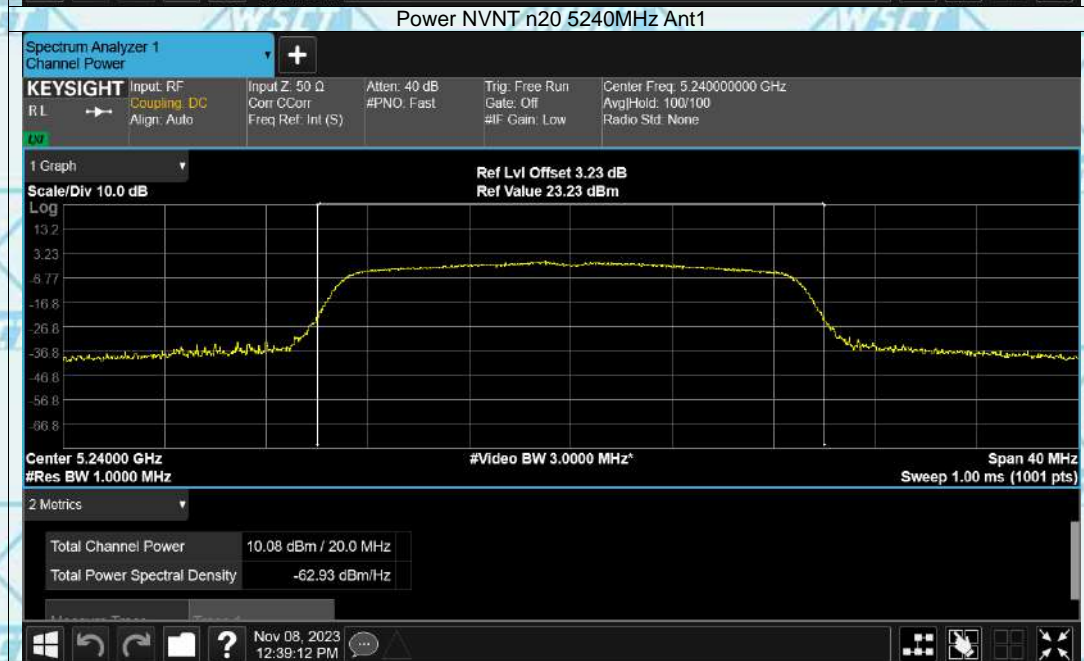 Power NVNT n20 5240MHz Ant1
Spectrum Analyzer 1
Channel Power
+
KEYSIGHT
Input: RF
Input Z: 50 Ω
Atten: 40 dB
Trig: Free Run
Center Freq: 5.240000000 GHz
R L
Coupling: DC
Corr CCorr
#PNO: Fast
Gate: Off
Avg|Hold: 100/100
Align: Auto
Freq Ref: Int (S)
#IF Gain: Low
Radio Std: None
LXI
1 Graph
Ref Lvl Offset 3.23 dB
Scale/Div 10.0 dB
Ref Value 23.23 dBm
Log
13.2
3.23
-6.77
-16.8
-26.8
-36.8
-46.8
-56.8
-66.8
Center 5.24000 GHz
#Video BW 3.0000 MHz*
Span 40 MHz
#Res BW 1.0000 MHz
Sweep 1.00 ms (1001 pts)
2 Metrics
Total Channel Power
10.08 dBm / 20.0 MHz
Total Power Spectral Density
-62.93 dBm/Hz
?
Nov 08, 2023
12:39:12 PM